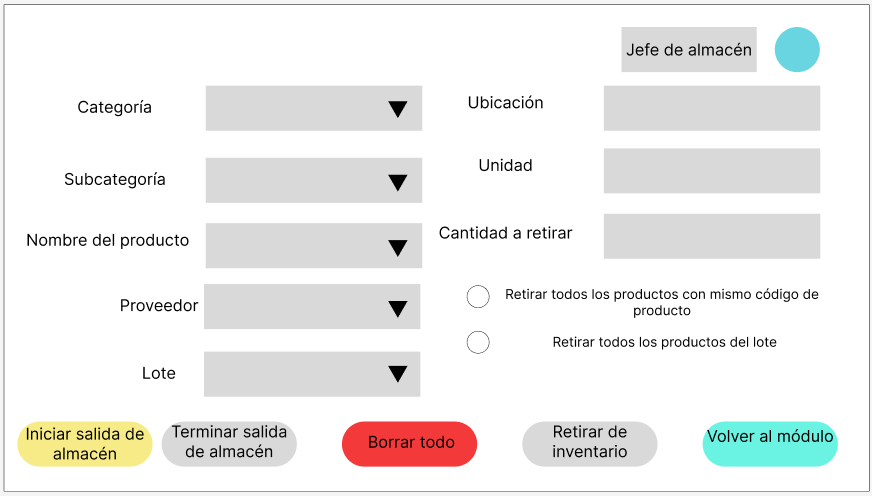 Jefe de almacén
Categoría
Ubicación
Subcategoría
Unidad
Nombre del producto
Cantidad a retirar
Proveedor
Retirar todos los productos con mismo código de
producto
Retirar todos los productos del lote
Lote
Iniciar salida de
almacén
Terminar salida
de almacén
Borrar todo
Retirar de
inventario
Volver al módulo